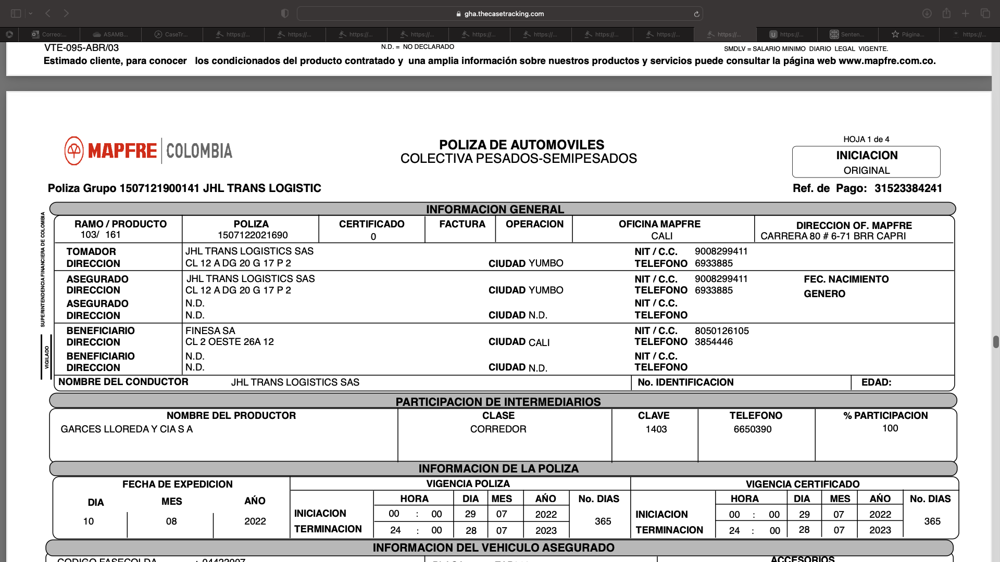 gha.thecasetracking.com
Correo:...
ASAMB...
CaseTr...
https://...
https://...
https://...
https://...
https://...
https://...
https://...
https://...
https://...
https://...
Senten...
Página...
https://...
VTE-095-ABR/03
N.D. = NO DECLARADO
SMDLV = SALARIO MINIMO DIARIO LEGAL VIGENTE.
Estimado cliente, para conocer los condicionados del producto contratado y una amplia información sobre nuestros productos y servicios puede consultar la página web www.mapfre.com.co.
MAPFRE | COLOMBIA
POLIZA DE AUTOMOVILES
COLECTIVA PESADOS-SEMIPESADOS
HOJA 1 de 4
INICIACION
ORIGINAL
Poliza Grupo 1507121900141 JHL TRANS LOGISTIC
Ref. de Pago: 31523384241
SUPERINTENDENCIA FINANCIERA DE COLOMBIA
VIGILADO
INFORMACION GENERAL
RAMO / PRODUCTO POLIZA CERTIFICADO FACTURA OPERACION OFICINA MAPFRE DIRECCION OF. MAPFRE
103/ 161 1507122021690 0 CALI CARRERA 80 # 6-71 BRR CAPRI
TOMADOR JHL TRANS LOGISTICS SAS NIT / C.C. 9008299411
DIRECCION CL 12 A DG 20 G 17 P 2 CIUDAD YUMBO TELEFONO 6933885
ASEGURADO JHL TRANS LOGISTICS SAS NIT / C.C. 9008299411 FEC. NACIMIENTO
DIRECCION CL 12 A DG 20 G 17 P 2 CIUDAD YUMBO TELEFONO 6933885 GENERO
ASEGURADO N.D. NIT / C.C.
DIRECCION N.D. CIUDAD N.D. TELEFONO
BENEFICIARIO FINESA SA NIT / C.C. 8050126105
DIRECCION CL 2 OESTE 26A 12 CIUDAD CALI TELEFONO 3854446
BENEFICIARIO N.D. NIT / C.C.
DIRECCION N.D. CIUDAD N.D. TELEFONO
NOMBRE DEL CONDUCTOR JHL TRANS LOGISTICS SAS No. IDENTIFICACION EDAD:
PARTICIPACION DE INTERMEDIARIOS
NOMBRE DEL PRODUCTOR CLASE CLAVE TELEFONO % PARTICIPACION
GARCES LLOREDA Y CIA S A CORREDOR 1403 6650390 100
INFORMACION DE LA POLIZA
FECHA DE EXPEDICION VIGENCIA POLIZA VIGENCIA CERTIFICADO
DIA MES AÑO HORA DIA MES AÑO No. DIAS HORA DIA MES AÑO No. DIAS
10 08 2022 INICIACION 00 : 00 29 07 2022 365 INICIACION 00 : 00 29 07 2022 365
TERMINACION 24 : 00 28 07 2023 TERMINACION 24 : 00 28 07 2023
INFORMACION DEL VEHICULO ASEGURADO
CODIGO FASECOLDA : 04422007
ACCESORIOS